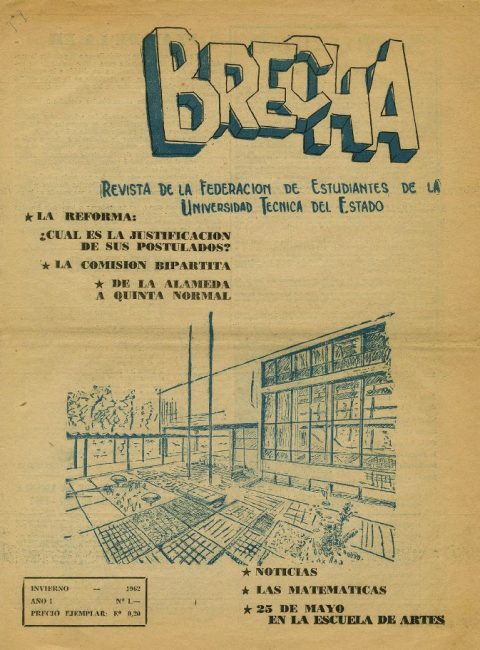 BRECHA
REVISTA DE LA FEDERACION DE ESTUDIANTES DE LA
UNIVERSIDAD TECNICA DEL ESTADO
★ LA REFORMA:
¿CUAL ES LA JUSTIFICACION
DE SUS POSTULADOS?
★ LA COMISION BIPARTITA
★ DE LA ALAMEDA
A QUINTA NORMAL
★ NOTICIAS
★ LAS MATEMATICAS
★ 25 DE MAYO
EN LA ESCUELA DE ARTES
INVIERNO — 1962
AÑO I Nº 1.—
PRECIO EJEMPLAR: Eº 0,20